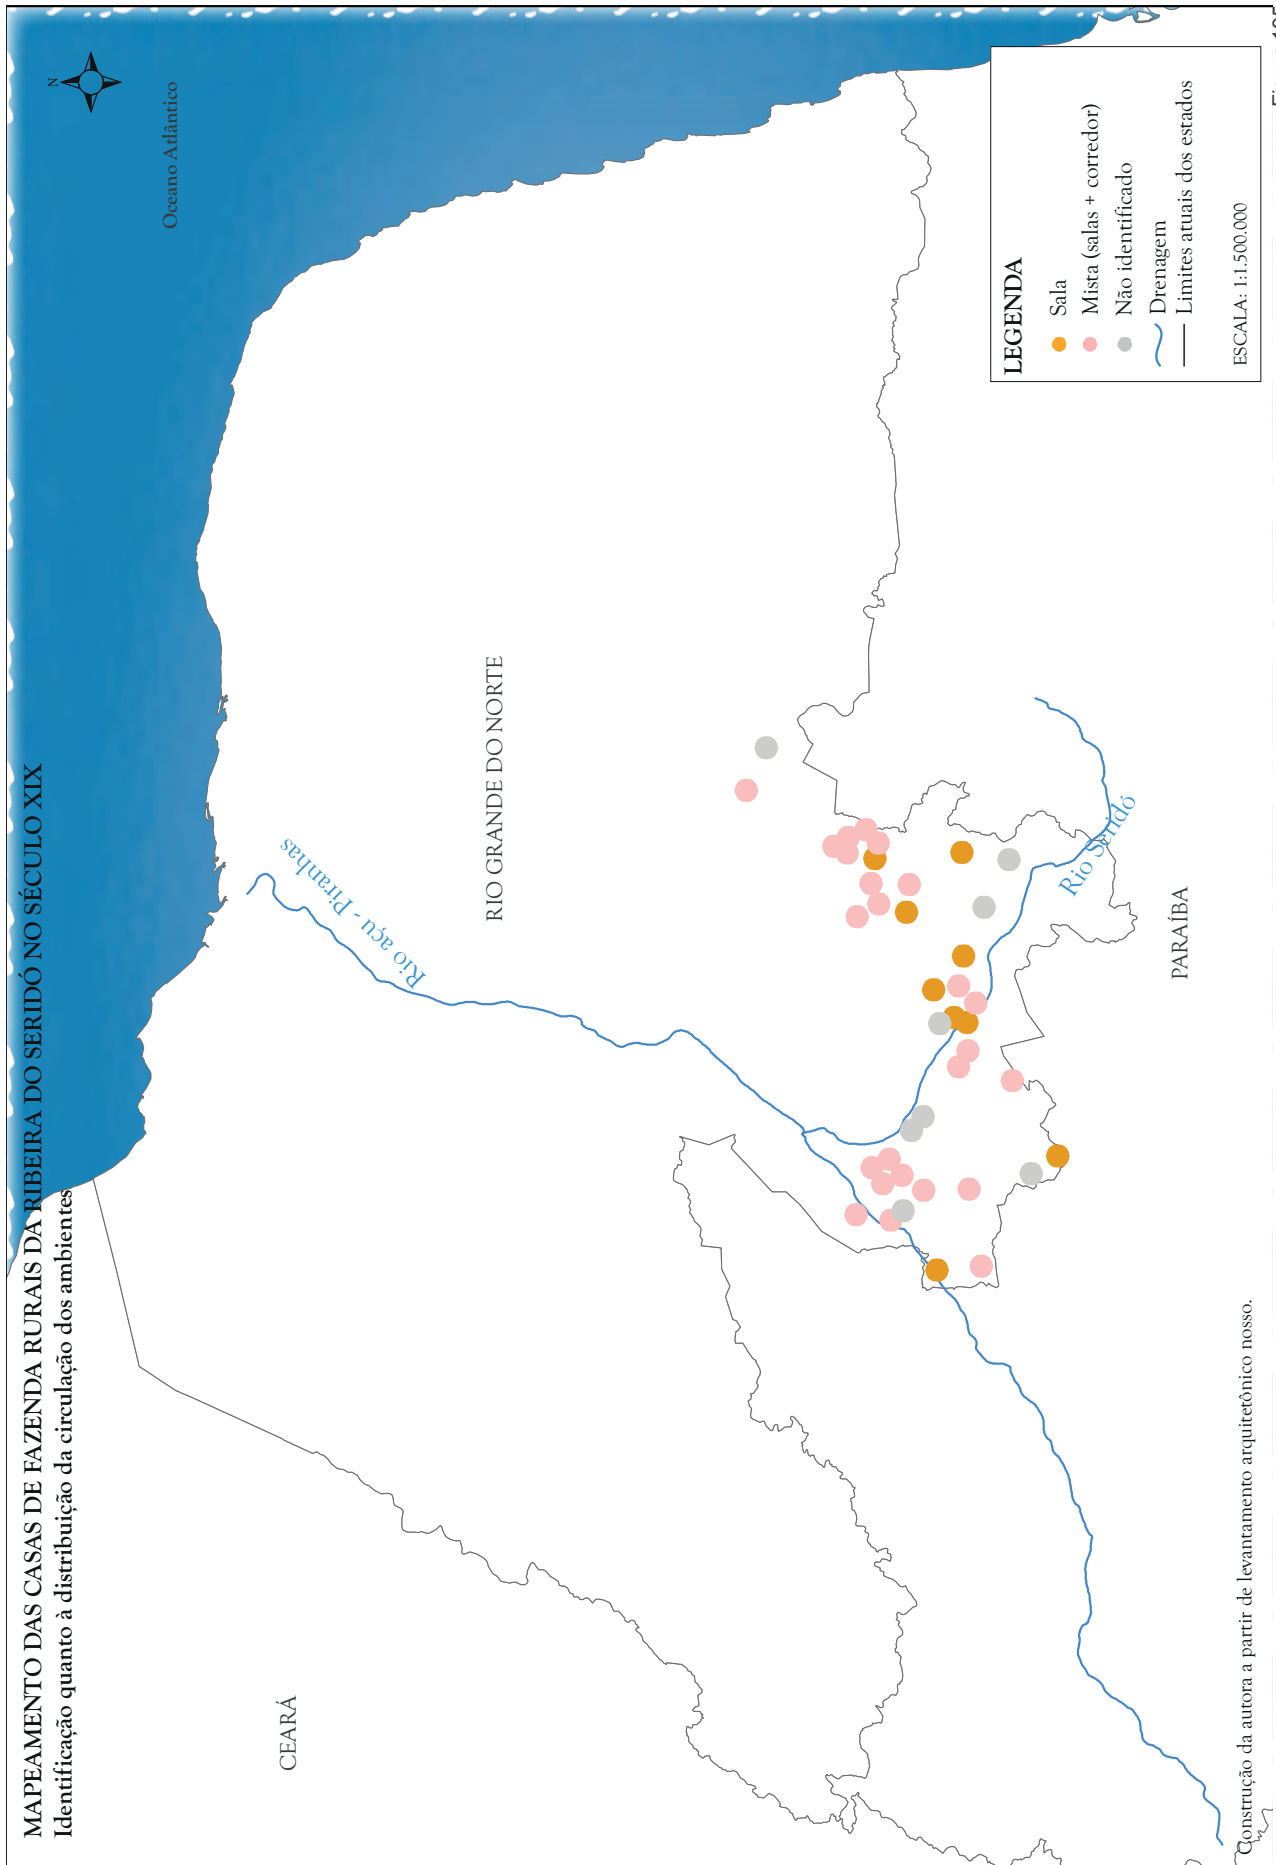 MAPEAMENTO DAS CASAS DE FAZENDA RURAIS DA RIBEIRA DO SERIDÓ NO SÉCULO XIX
Identificação quanto à distribuição da circulação dos ambientes
N
Oceano Atlântico
CEARÁ
Rio açu - Piranhas
RIO GRANDE DO NORTE
Rio Seridó
PARAÍBA
LEGENDA
Sala
Mista (salas + corredor)
Não identificado
Drenagem
Limites atuais dos estados
ESCALA: 1:1.500.000
Construção da autora a partir de levantamento arquitetônico nosso.